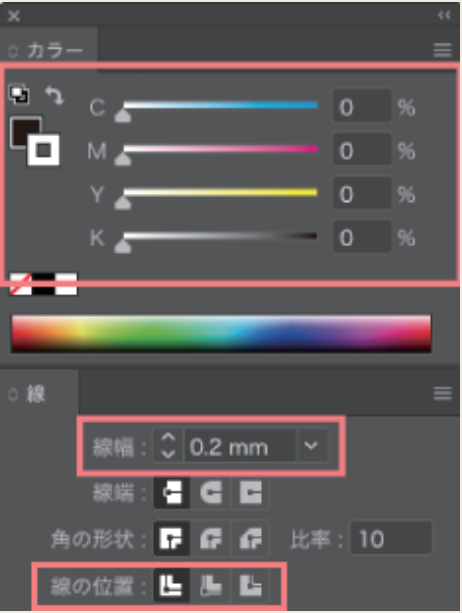 カラー
C 0 %
M 0 %
Y 0 %
K 0 %
線
線幅 : 0.2 mm
線端 :
角の形状 : 比率 : 10
線の位置 :